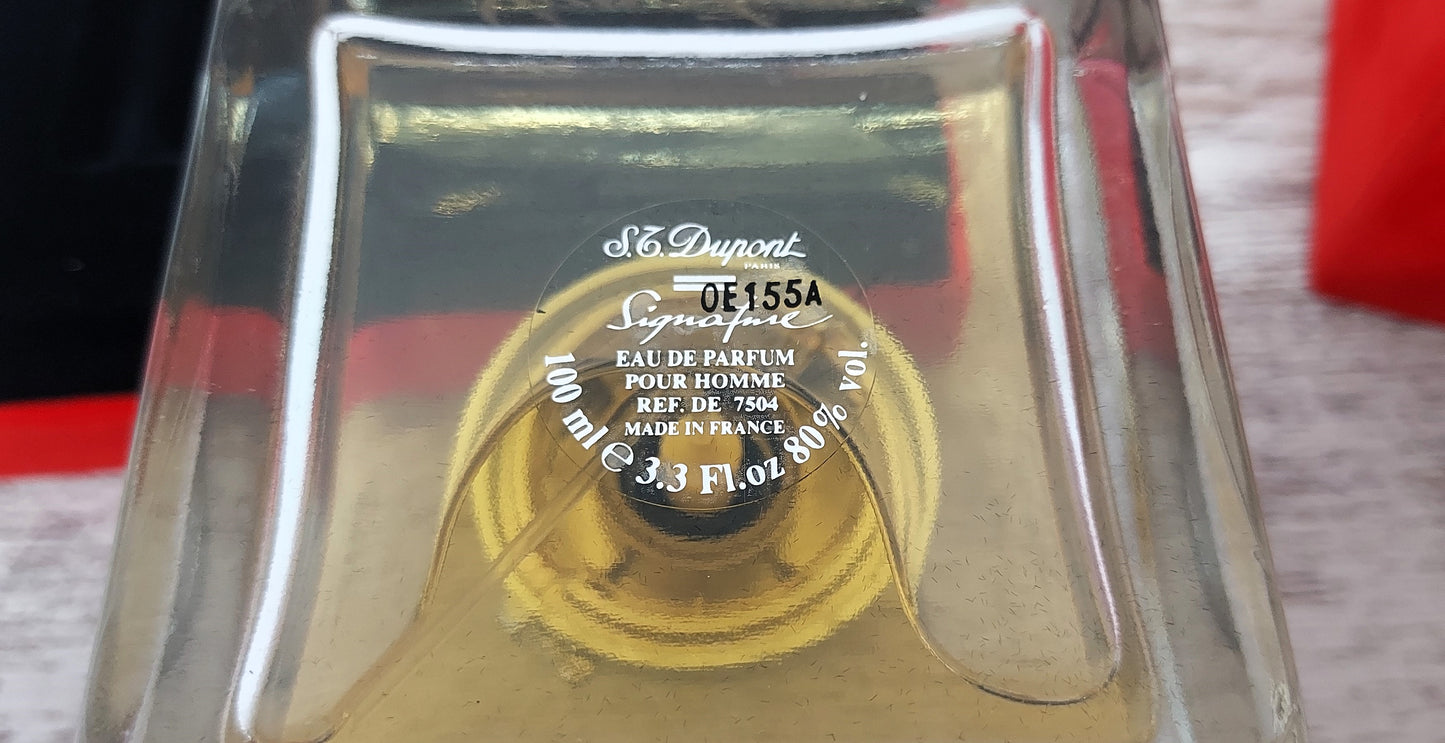 S.T. Dupont
PARIS
0E155A
Signature
EAU DE PARFUM
POUR HOMME
REF. DE 7504
MADE IN FRANCE
100 ml e 3.3 Fl.oz 80% vol.